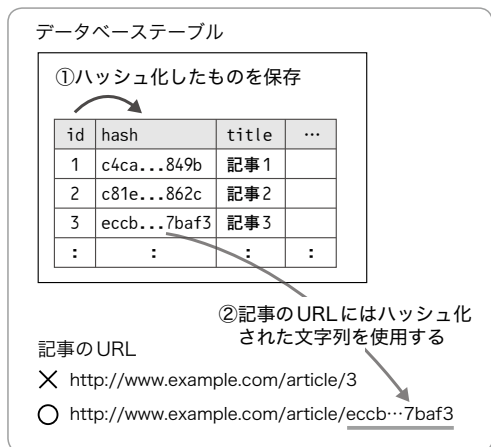 データベーステーブル
①ハッシュ化したものを保存
id hash title …
1 c4ca...849b 記事1
2 c81e...862c 記事2
3 eccb...7baf3 記事3
: : : :
②記事のURLにはハッシュ化
された文字列を使用する
記事のURL
× http://www.example.com/article/3
○ http://www.example.com/article/eccb…7baf3